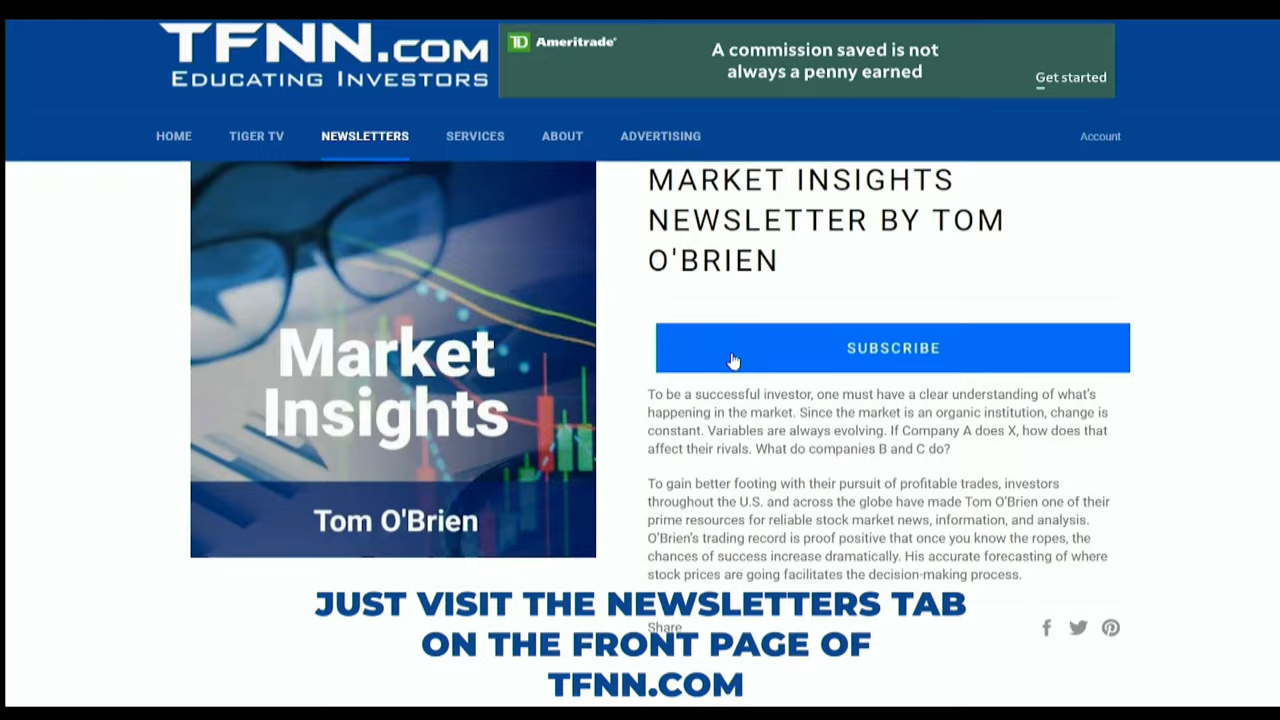 TFNN.COM
EDUCATING INVESTORS
TD Ameritrade®
A commission saved is not
always a penny earned
Get started
HOME TIGER TV NEWSLETTERS SERVICES ABOUT ADVERTISING Account
Market
Insights
Tom O'Brien
MARKET INSIGHTS
NEWSLETTER BY TOM
O'BRIEN
SUBSCRIBE
To be a successful investor, one must have a clear understanding of what's
happening in the market. Since the market is an organic institution, change is
constant. Variables are always evolving. If Company A does X, how does that
affect their rivals. What do companies B and C do?
To gain better footing with their pursuit of profitable trades, investors
throughout the U.S. and across the globe have made Tom O'Brien one of their
prime resources for reliable stock market news, information, and analysis.
O'Brien's trading record is proof positive that once you know the ropes, the
chances of success increase dramatically. His accurate forecasting of where
stock prices are going facilitates the decision-making process.
Share
JUST VISIT THE NEWSLETTERS TAB
ON THE FRONT PAGE OF
TFNN.COM